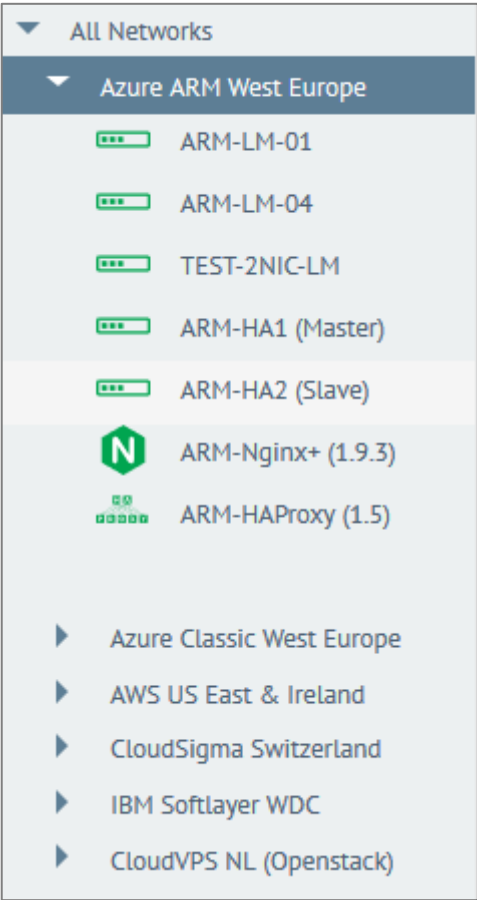 All Networks
Azure ARM West Europe
ARM-LM-01
ARM-LM-04
TEST-2NIC-LM
ARM-HA1 (Master)
ARM-HA2 (Slave)
N
ARM-Nginx+ (1.9.3)
ARM-HAProxy (1.5)
Azure Classic West Europe
AWS US East & Ireland
CloudSigma Switzerland
IBM Softlayer WDC
CloudVPS NL (Openstack)